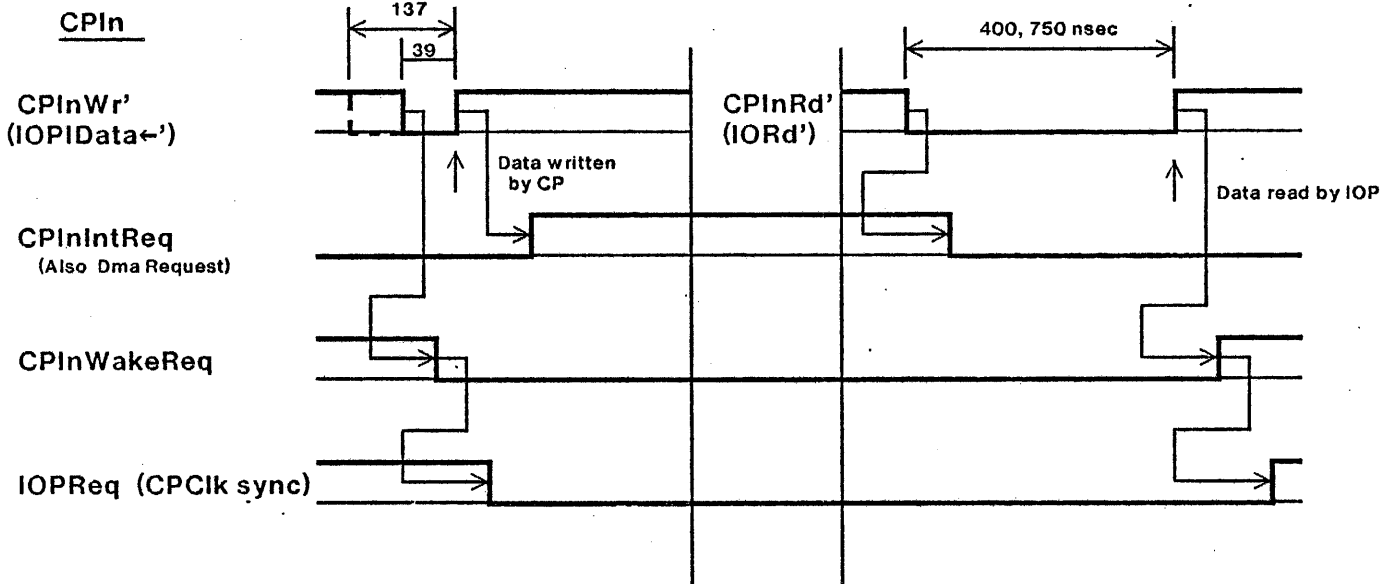 CPIn
137
39
400, 750 nsec
CPInWr'
(IOPIData←')
CPInRd'
(IORd')
Data written
by CP
Data read by IOP
CPInIntReq
(Also Dma Request)
CPInWakeReq
IOPReq (CPClk sync)